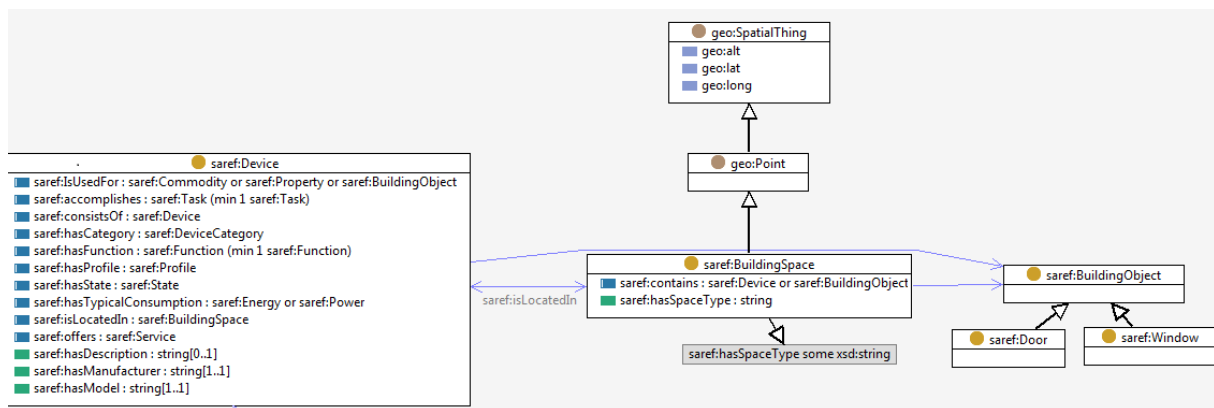 geo:SpatialThing
geo:alt
geo:lat
geo:long
geo:Point
saref:Device
saref:IsUsedFor : saref:Commodity or saref:Property or saref:BuildingObject
saref:accomplishes : saref:Task (min 1 saref:Task)
saref:consistsOf : saref:Device
saref:hasCategory : saref:DeviceCategory
saref:hasFunction : saref:Function (min 1 saref:Function)
saref:hasProfile : saref:Profile
saref:hasState : saref:State
saref:hasTypicalConsumption : saref:Energy or saref:Power
saref:isLocatedIn : saref:BuildingSpace
saref:offers : saref:Service
saref:hasDescription : string[0..1]
saref:hasManufacturer : string[1..1]
saref:hasModel : string[1..1]
saref:isLocatedIn
saref:BuildingSpace
saref:contains : saref:Device or saref:BuildingObject
saref:hasSpaceType : string
saref:hasSpaceType some xsd:string
saref:BuildingObject
saref:Door
saref:Window